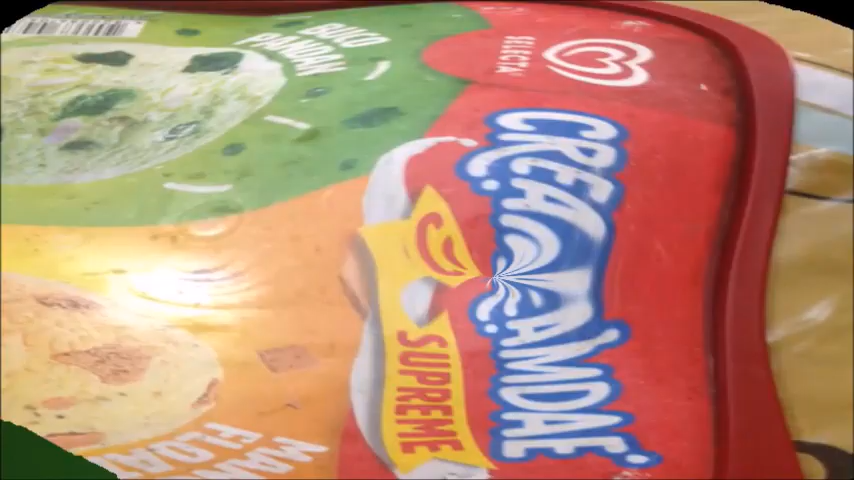 SELECTA
CREAMDAE
SUPREME
BUKO
PANDAN